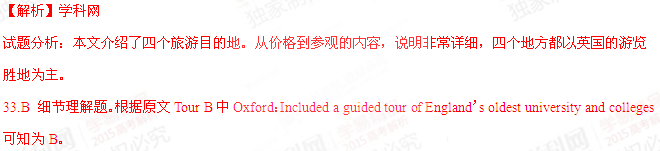 【解析】学科网
试题分析：本文介绍了四个旅游目的地。从价格到参观的内容，说明非常详细，四个地方都以英国的游览
胜地为主。
33.B 细节理解题。根据原文 Tour B 中 Oxford: Included a guided tour of England's oldest university and colleges
可知为 B。